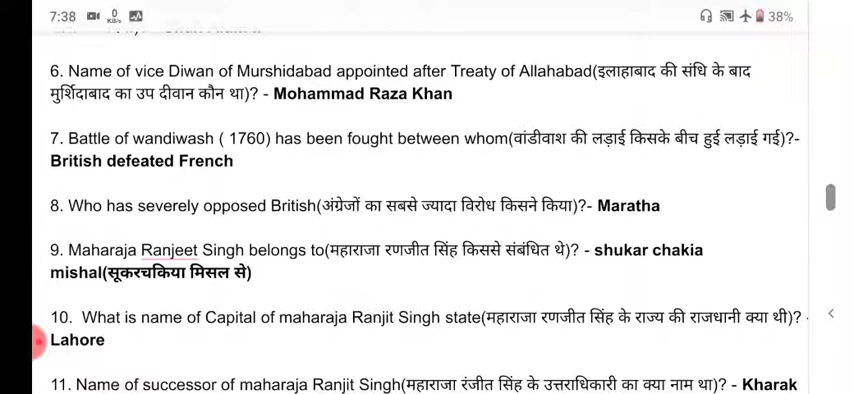 7:38 0 KB/s 38%
6. Name of vice Diwan of Murshidabad appointed after Treaty of Allahabad(इलाहाबाद की संधि के बाद
मुर्शिदाबाद का उप दीवान कौन था)? - Mohammad Raza Khan
7. Battle of wandiwash ( 1760) has been fought between whom(वांडीवाश की लड़ाई किसके बीच हुई लड़ाई गई)?-
British defeated French
8. Who has severely opposed British(अंग्रेजों का सबसे ज्यादा विरोध किसने किया)?- Maratha
9. Maharaja Ranjeet Singh belongs to(महाराजा रणजीत सिंह किससे संबंधित थे)? - shukar chakia
mishal(सूकरचकिया मिसल से)
10. What is name of Capital of maharaja Ranjit Singh state(महाराजा रणजीत सिंह के राज्य की राजधानी क्या थी)? -
Lahore
11. Name of successor of maharaja Ranjit Singh(महाराजा रंजीत सिंह के उत्तराधिकारी का क्या नाम था)? - Kharak